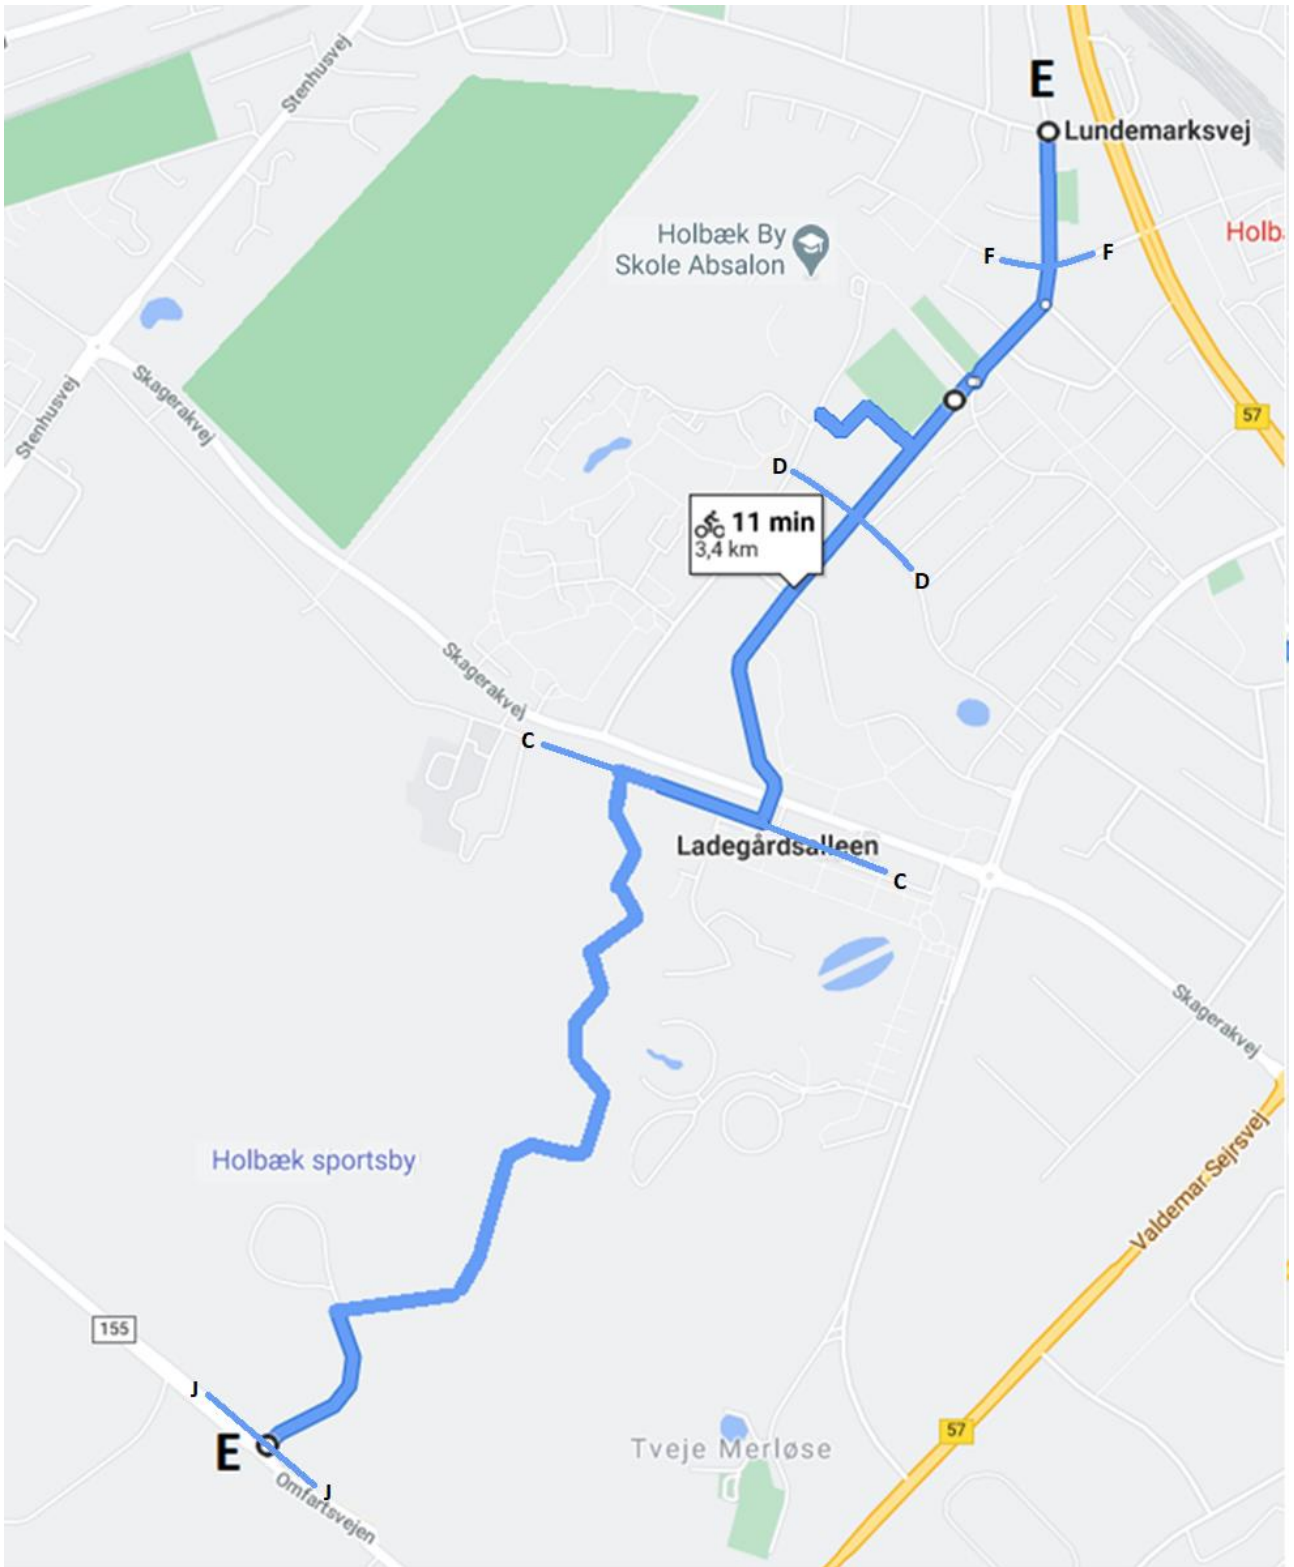 E
Stenhusvej
Lundemarksvej
Holbæk By
Skole Absalon
Holb
F
F
Stenhusvej
Skagerakvej
57
D
11 min
3,4 km
D
Skagerakvej
C
Ladegårdsalleen
C
Skagerakvej
Holbæk sportsby
Valdemar Sejrsvej
155
J
E
57
Tveje Merløse
J
Omfartsvejen